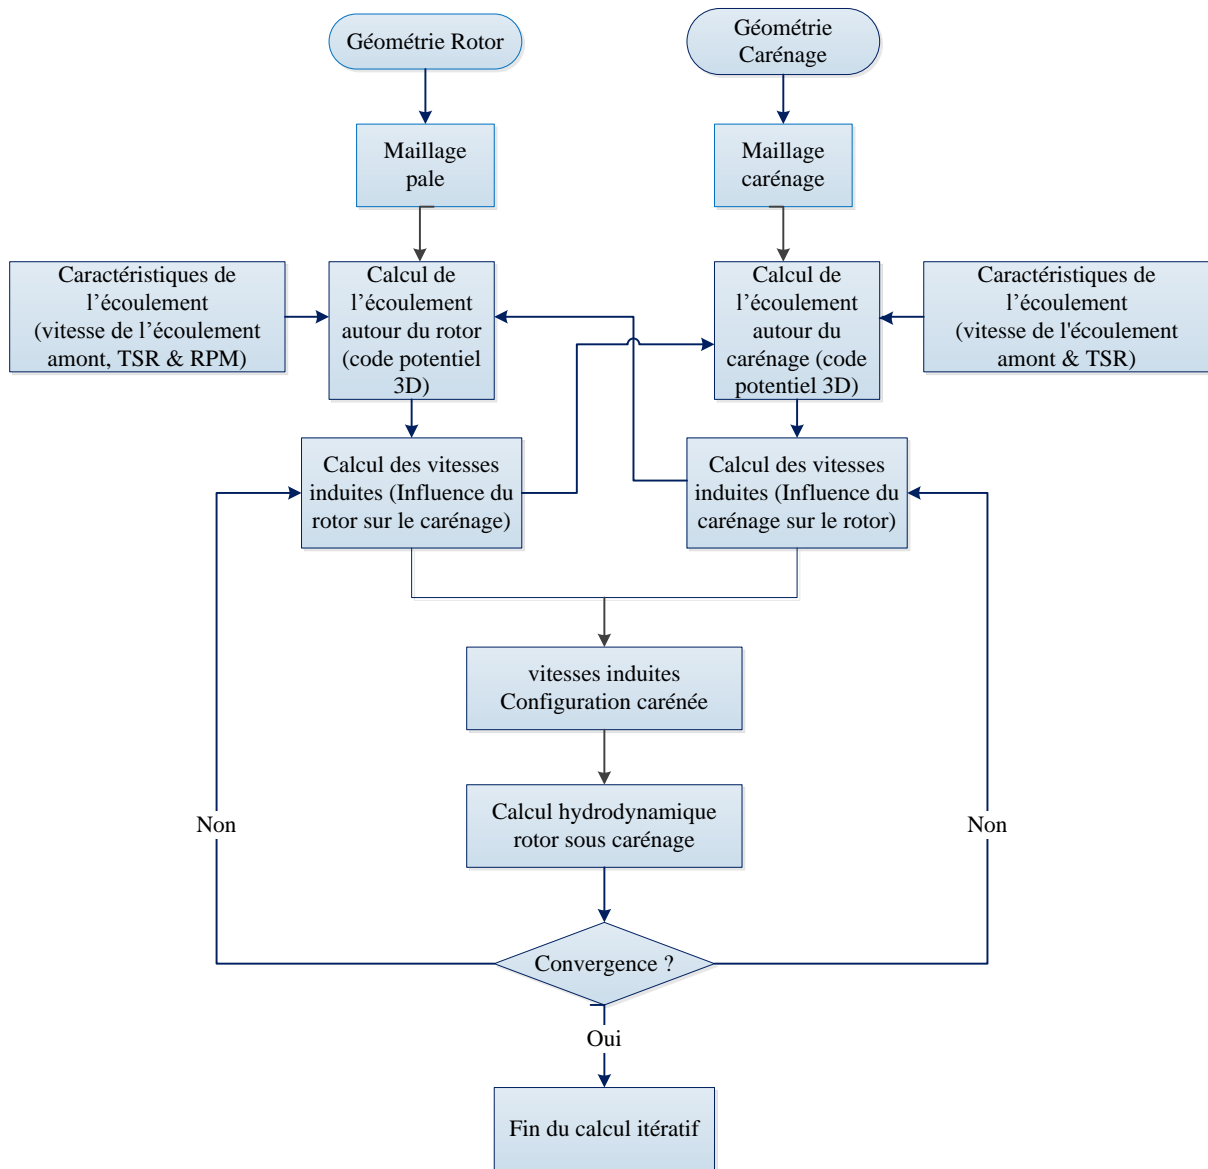 Géométrie Rotor
Géométrie
Carénage
Maillage
pale
Maillage
carénage
Caractéristiques de
l’écoulement
(vitesse de l’écoulement
amont, TSR & RPM)
Calcul de
l’écoulement
autour du rotor
(code potentiel
3D)
Calcul de
l’écoulement
autour du
carénage (code
potentiel 3D)
Caractéristiques de
l’écoulement
(vitesse de l'écoulement
amont & TSR)
Calcul des vitesses
induites (Influence du
rotor sur le carénage)
Calcul des vitesses
induites (Influence du
carénage sur le rotor)
vitesses induites
Configuration carénée
Calcul hydrodynamique
rotor sous carénage
Non
Non
Convergence ?
Oui
Fin du calcul itératif